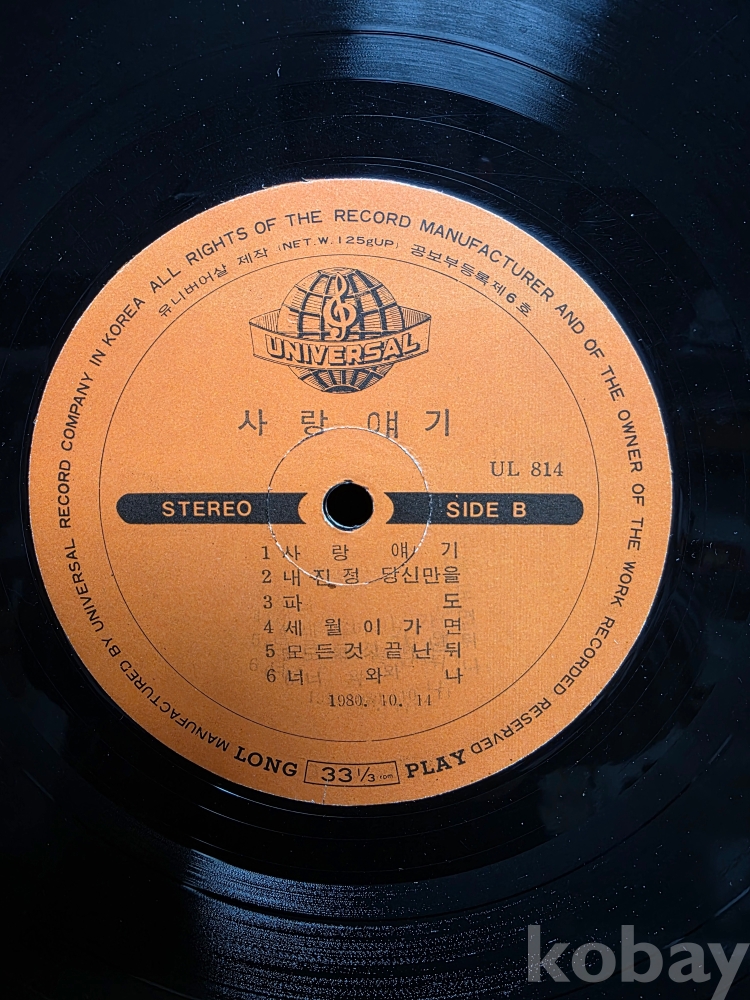 MANUFACTURED BY UNIVERSAL RECORD COMPANY IN KOREA ALL RIGHTS OF THE RECORD MANUFACTURER AND OF THE OWNER OF THE WORK RECORDED RESERVED
유니버어살 제작 (NET.W.125gUP) 공보부등록제6호
UNIVERSAL
사랑 얘기
UL 814
STEREO SIDE B
1 사랑 얘기
2 내진정 당신만을
3 파도
4 세월이 가면
5 모든것 끝난뒤
6 너와 나
1980. 10. 14
LONG 33 1/3 rpm PLAY
kobay